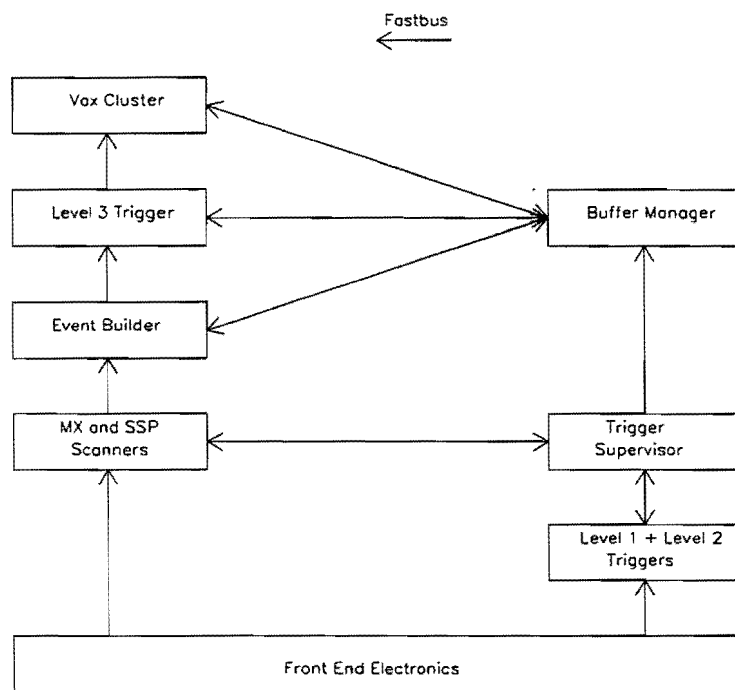 Fastbus
Vax Cluster
Level 3 Trigger
Buffer Manager
Event Builder
MX and SSP
Scanners
Trigger
Supervisor
Level 1 + Level 2
Triggers
Front End Electronics